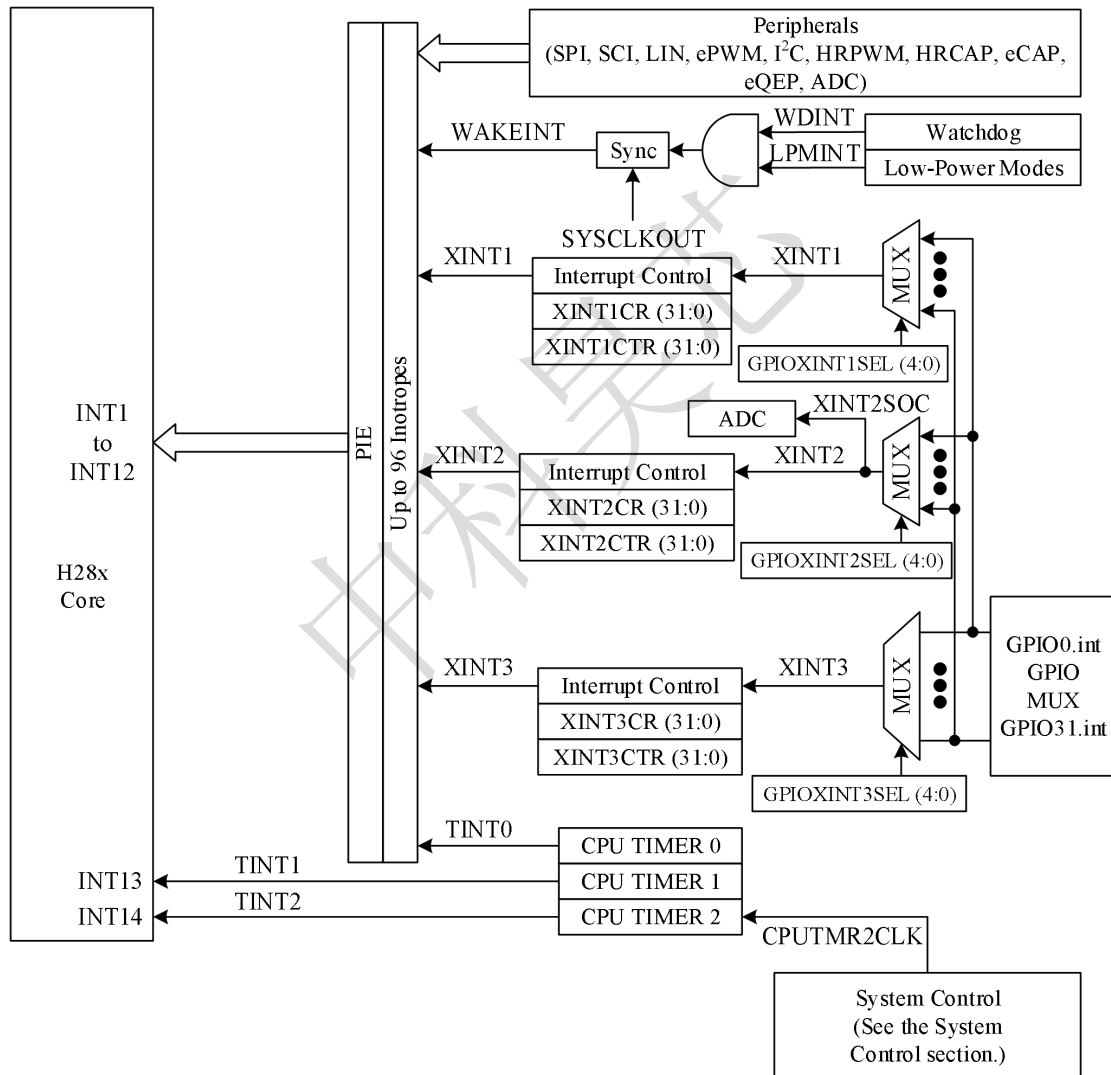 Peripherals
(SPI, SCI, LIN, ePWM, I²C, HRPWM, HRCAP, eCAP,
eQEP, ADC)
WAKEINT
Sync
WDINT
Watchdog
LPMINT
Low-Power Modes
SYSCLKOUT
XINT1
Interrupt Control
XINT1CR (31:0)
XINT1CTR (31:0)
XINT1
MUX
GPIOXINT1SEL (4:0)
ADC
XINT2SOC
INT1
to
INT12
PIE
Up to 96 Inotropes
XINT2
Interrupt Control
XINT2CR (31:0)
XINT2CTR (31:0)
XINT2
MUX
GPIOXINT2SEL (4:0)
H28x
Core
XINT3
Interrupt Control
XINT3CR (31:0)
XINT3CTR (31:0)
XINT3
MUX
GPIOXINT3SEL (4:0)
GPIO0.int
GPIO
MUX
GPIO31.int
TINT0
CPU TIMER 0
INT13
TINT1
CPU TIMER 1
INT14
TINT2
CPU TIMER 2
CPUTMR2CLK
System Control
(See the System
Control section.)
中科昊芯